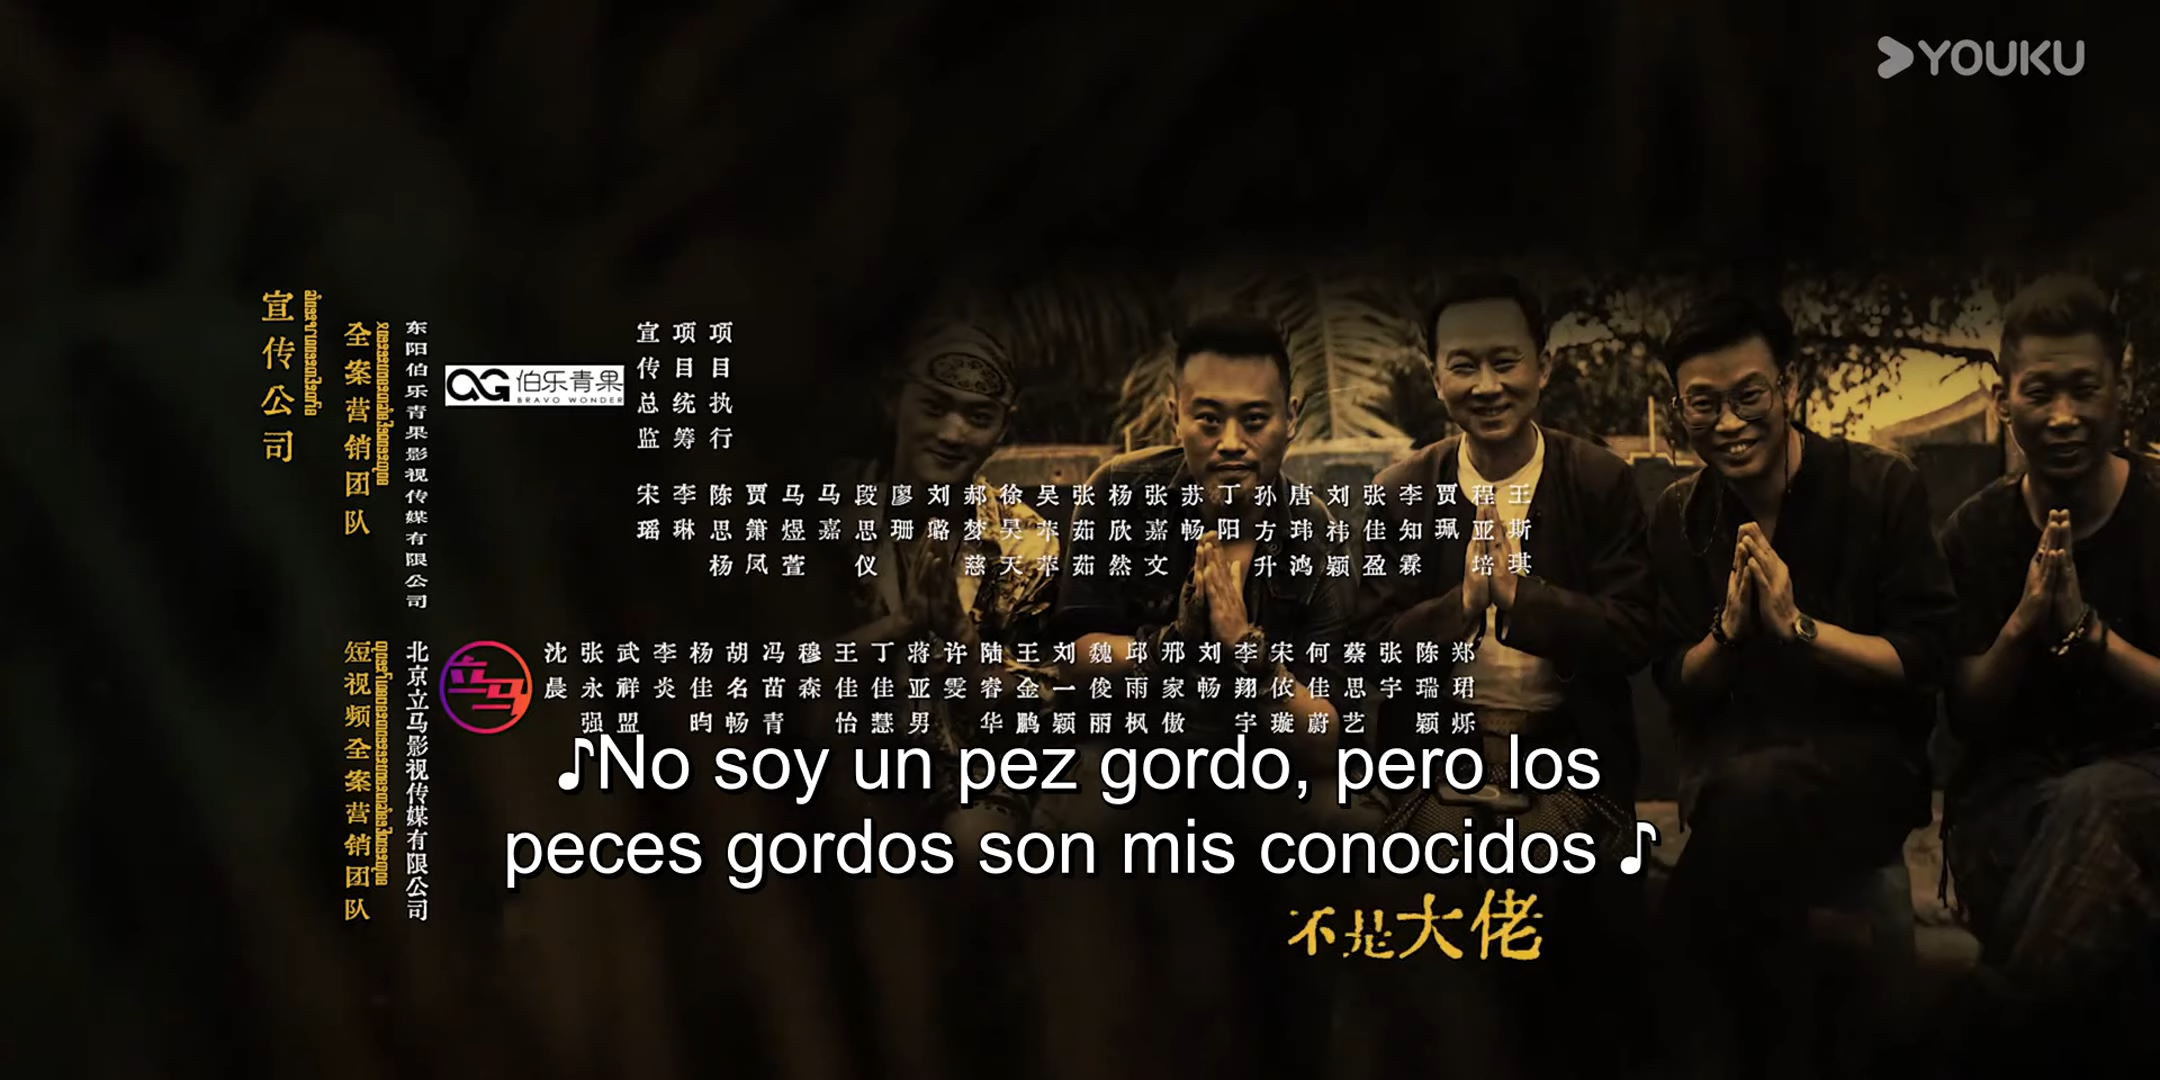 YOUKU
宣传公司
全案营销团队
东阳伯乐青果影视传媒有限公司
伯乐青果
BRAVO WONDER
宣传总监
项目统筹
项目执行
宋瑶
李琳
陈思杨
贾箫凤
马煜萱
马嘉
段思仪
廖珊
刘璐
郝梦慈
徐昊天
吴苹苹
张茹茹
杨欣然
张嘉文
苏畅
丁阳
孙方升
唐玮鸿
刘祎颖
张佳盈
李知霖
贾珮
程亚培
王斯琪
短视频全案营销团队
北京立马影视传媒有限公司
立马
沈晨
张永强
武祥盟
李炎
杨佳昀
胡名畅
冯苗青
穆森
王佳怡
丁佳慧
蒋亚男
许雯
陆睿华
王金鹏
刘一颖
魏俊丽
邱雨枫
邢家傲
刘畅
李翔宇
宋依璇
何佳蔚
蔡思艺
张宇
陈瑞颖
郑珺烁
♪No soy un pez gordo, pero los
peces gordos son mis conocidos ♪
不是大佬